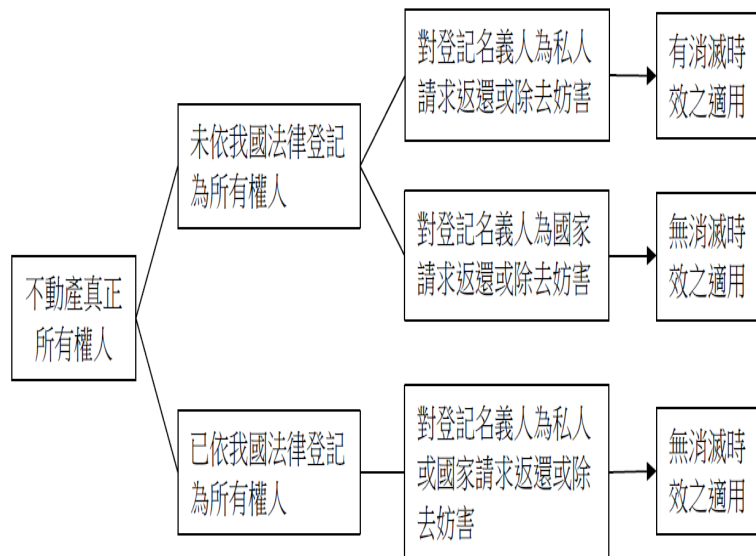 不動產真正
所有權人
未依我國法律登記
為所有權人
對登記名義人為私人
請求返還或除去妨害
有消滅時
效之適用
對登記名義人為國家
請求返還或除去妨害
無消滅時
效之適用
已依我國法律登記
為所有權人
對登記名義人為私人
或國家請求返還或除
去妨害
無消滅時
效之適用